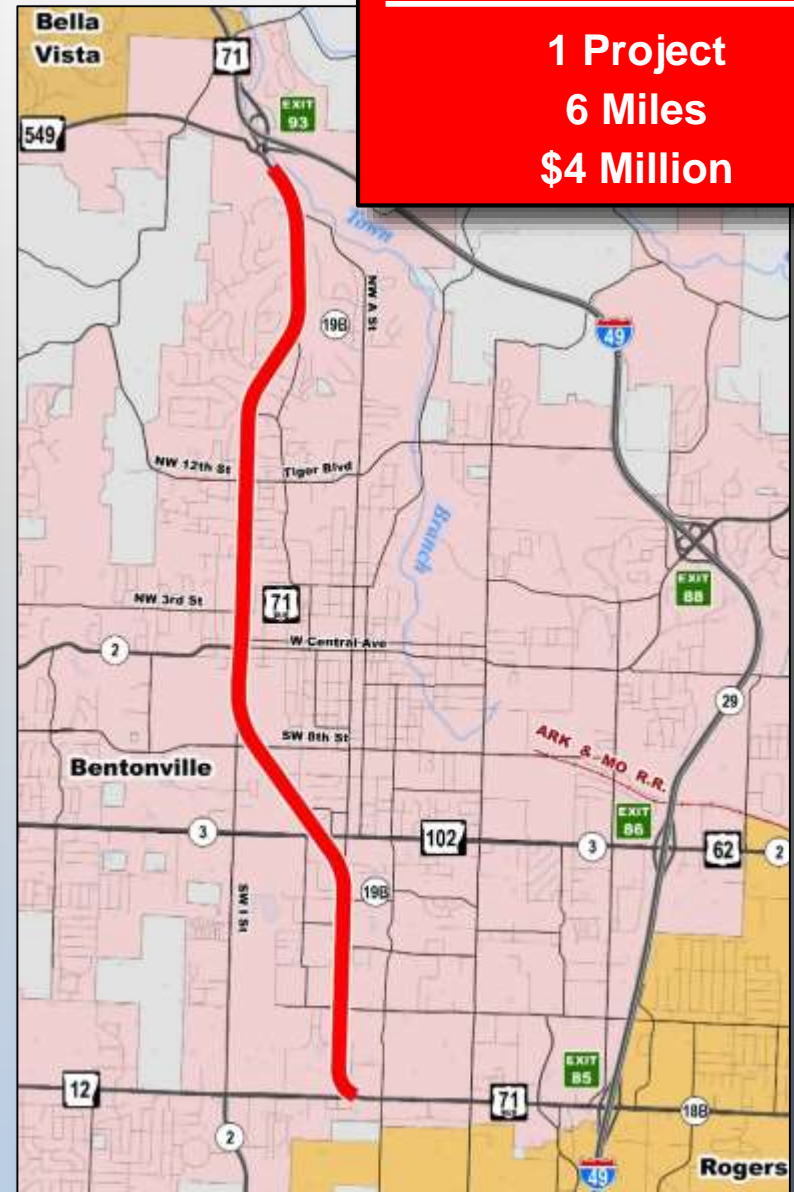 1 Project
6 Miles
$4 Million
Bella
Vista
71
EXIT
93
549
Town
NW A St
19B
49
NW 12th St
Tiger Blvd
Branch
EXIT
88
71
NW 3rd St
W Central Ave
2
29
SW 8th St
ARK & MO R.R.
Bentonville
EXIT
86
3
102
3
62
2
19B
SW I St
EXIT
85
12
71
18B
2
49
Rogers